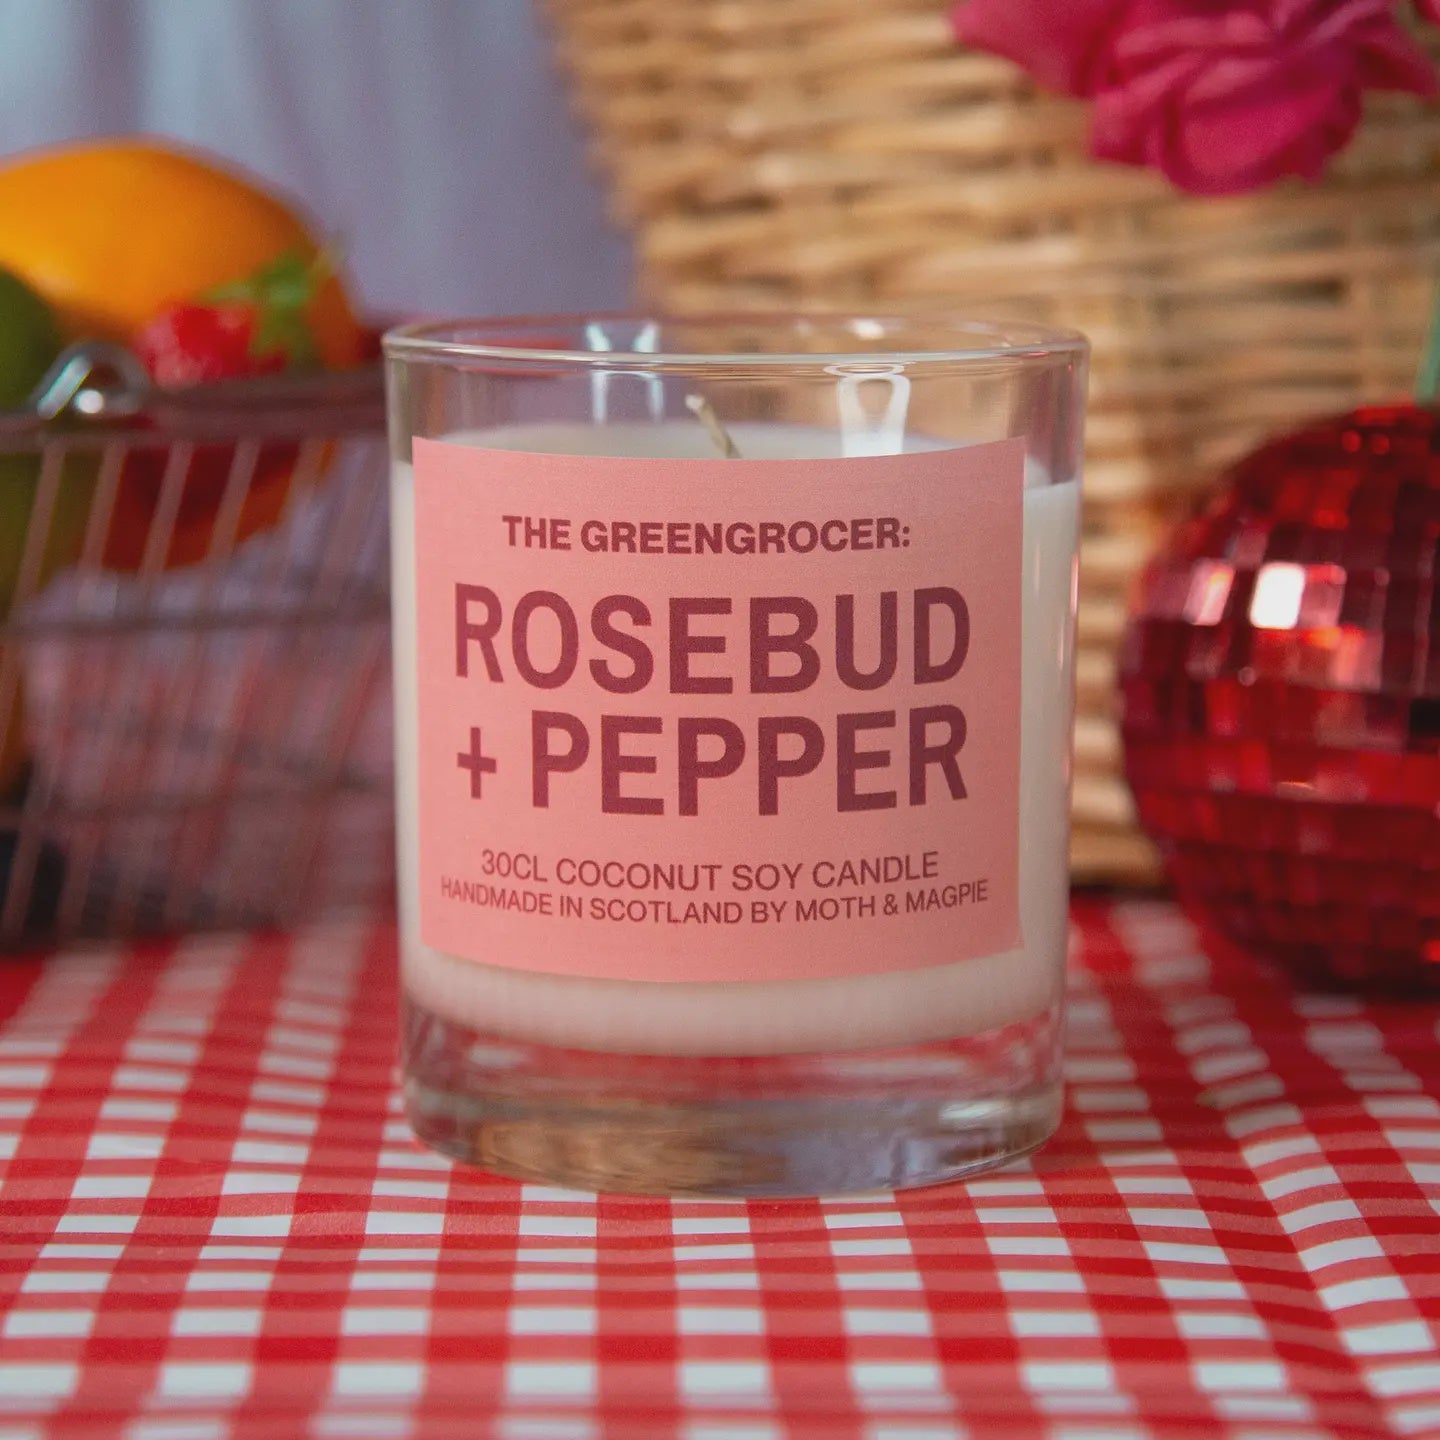 THE GREENGROCER:
ROSEBUD
+ PEPPER
30CL COCONUT SOY CANDLE
HANDMADE IN SCOTLAND BY MOTH & MAGPIE